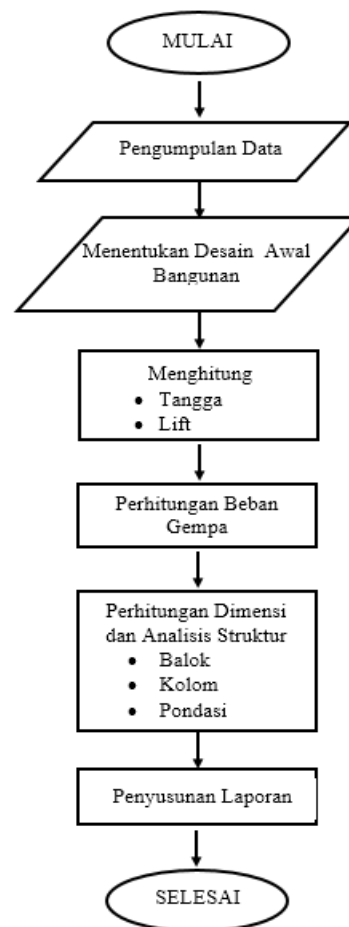 MULAI
Pengumpulan Data
Menentukan Desain Awal
Bangunan
Menghitung
• Tangga
• Lift
Perhitungan Beban
Gempa
Perhitungan Dimensi
dan Analisis Struktur
• Balok
• Kolom
• Pondasi
Penyusunan Laporan
SELESAI